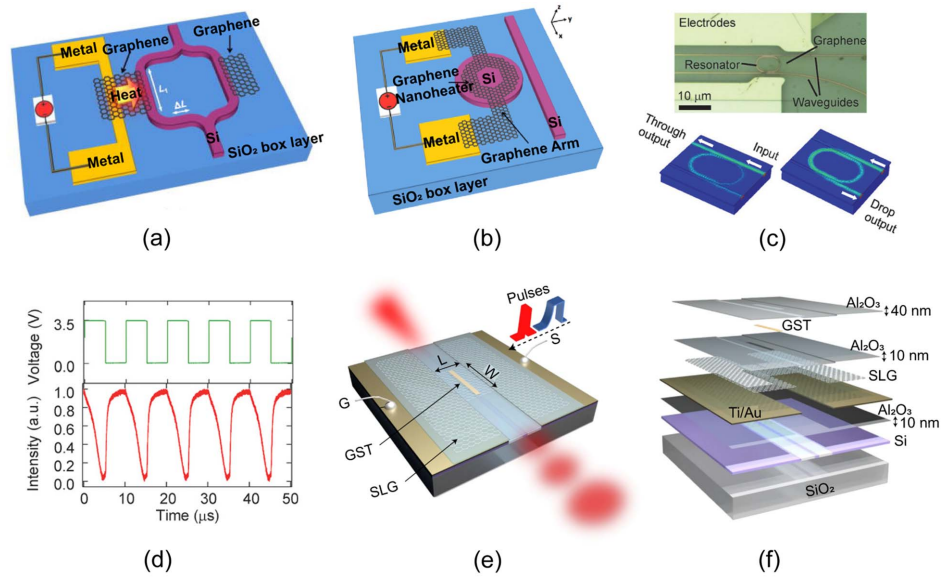 Metal
Graphene
Graphene
Heat
L₁
ΔL
Si
Metal
SiO₂ box layer
(a)
z
y
x
Metal
Graphene
Nanoheater
Si
Si
Metal
Graphene Arm
SiO₂ box layer
(b)
Electrodes
Graphene
Resonator
10 μm
Waveguides
Through
output
Input
Drop
output
(c)
Voltage (V)
3.5
0.0
Intensity (a.u.)
1.0
0.8
0.6
0.4
0.2
0.0
0 10 20 30 40 50
Time (μs)
(d)
Pulses
S
L
W
G
GST
SLG
(e)
Al₂O₃
40 nm
GST
Al₂O₃
10 nm
SLG
Ti/Au
Al₂O₃
10 nm
Si
SiO₂
(f)